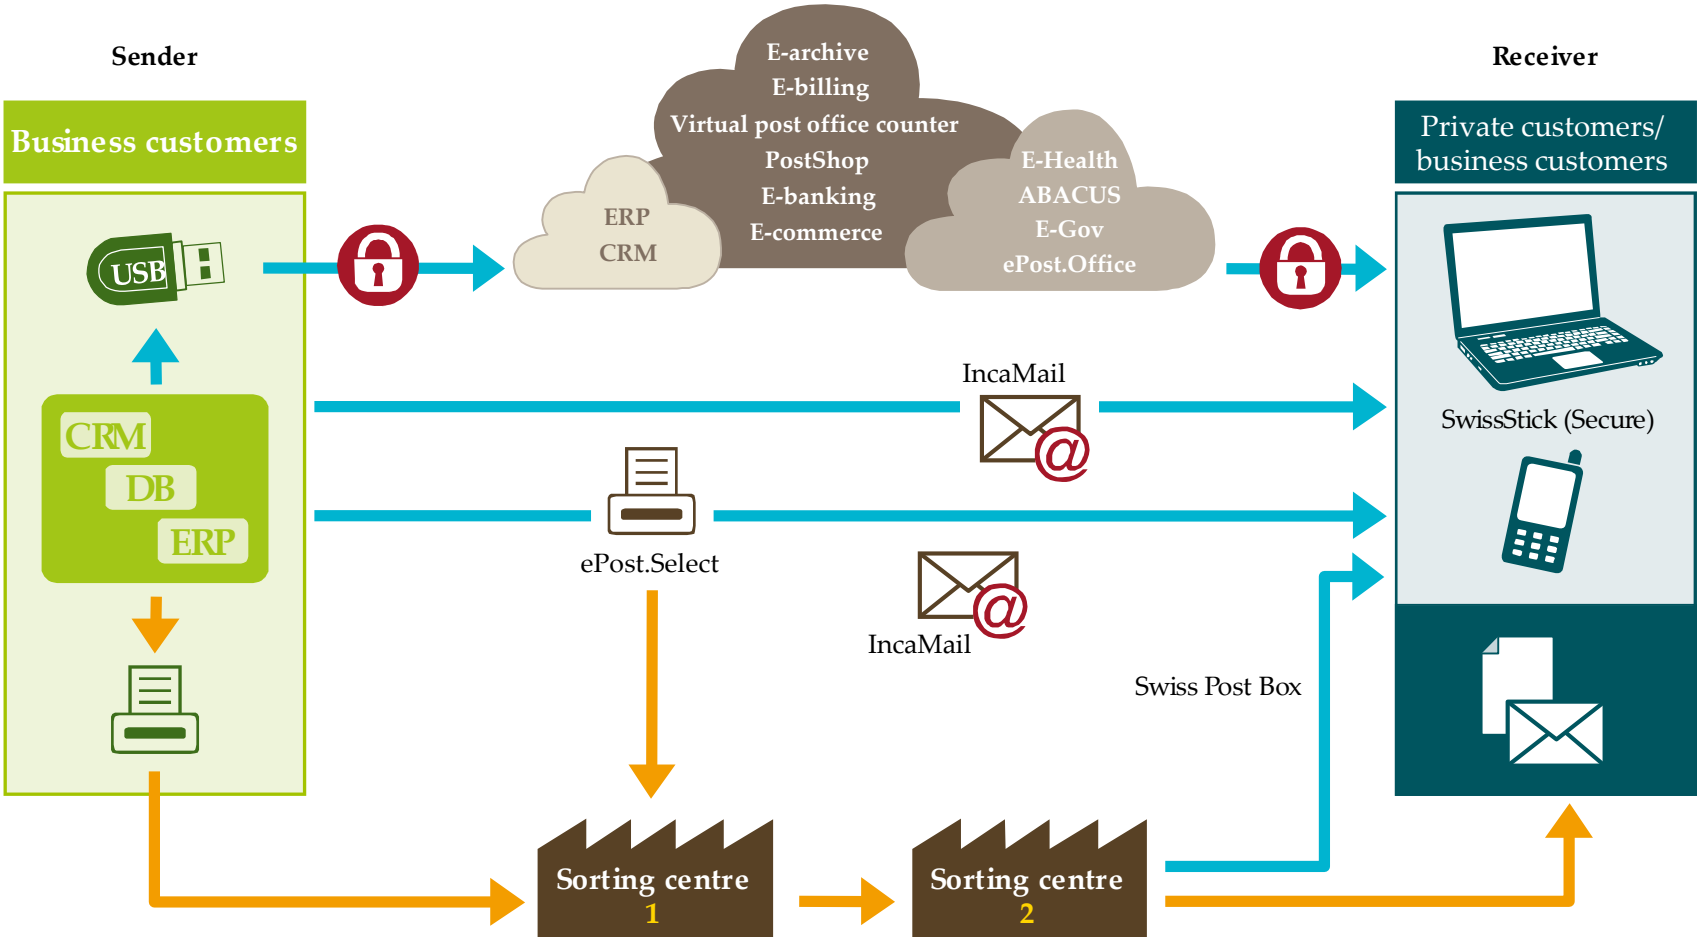 Sender
Receiver
Business customers
Private customers/
business customers
E-archive
E-billing
Virtual post office counter
PostShop
E-banking
E-commerce
ERP
CRM
E-Health
ABACUS
E-Gov
ePost.Office
USB
CRM
DB
ERP
IncaMail
@
SwissStick (Secure)
ePost.Select
@
IncaMail
Swiss Post Box
Sorting centre
1
Sorting centre
2